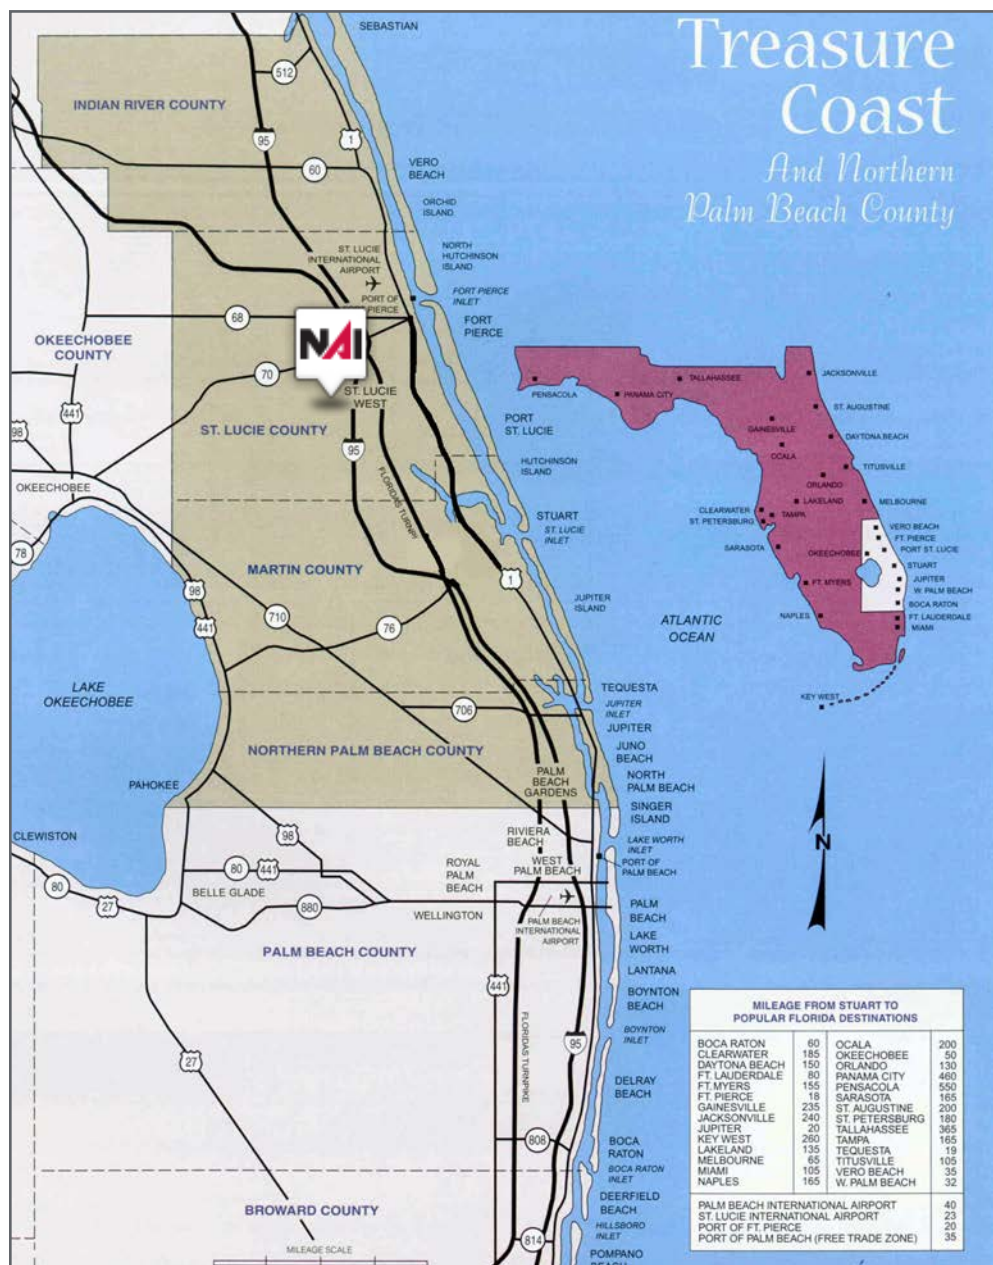 Treasure
Coast
And Northern
Palm Beach County
SEBASTIAN
512
INDIAN RIVER COUNTY
95
1
60
VERO
BEACH
ORCHID
ISLAND
ST. LUCIE
INTERNATIONAL
AIRPORT
NORTH
HUTCHINSON
ISLAND
PORT OF
PIERCE
FORT PIERCE
INLET
68
FORT
PIERCE
OKEECHOBEE
COUNTY
NAI
70
441
ST. LUCIE
WEST
98
ST. LUCIE COUNTY
PORT
ST. LUCIE
95
HUTCHINSON
ISLAND
FLORIDAS TURNPI
OKEECHOBEE
STUART
ST. LUCIE
INLET
78
MARTIN COUNTY
98
1
441
710
76
JUPITER
ISLAND
ATLANTIC
OCEAN
LAKE
OKEECHOBEE
TEQUESTA
706
JUPITER
INLET
JUPITER
NORTHERN PALM BEACH COUNTY
JUNO
BEACH
PAHOKEE
PALM
BEACH
GARDENS
NORTH
PALM BEACH
SINGER
ISLAND
CLEWISTON
98
RIVIERA
BEACH
LAKE WORTH
INLET
80
441
ROYAL
PALM
BEACH
WEST
PALM BEACH
PORT OF
PALM BEACH
80
27
BELLE GLADE
880
WELLINGTON
PALM
BEACH
PALM BEACH
INTERNATIONAL
AIRPORT
PALM BEACH COUNTY
LAKE
WORTH
LANTANA
441
BOYNTON
BEACH
FLORIDAS TURNPIKE
95
BOYNTON
INLET
27
DELRAY
BEACH
808
BOCA
RATON
BOCA RATON
INLET
BROWARD COUNTY
DEERFIELD
BEACH
HILLSBORO
INLET
814
MILEAGE SCALE
POMPANO
BEACH
PENSACOLA
PANAMA CITY
TALLAHASSEE
JACKSONVILLE
ST. AUGUSTINE
GAINESVILLE
OCALA
DAYTONA BEACH
TITUSVILLE
ORLANDO
LAKELAND
MELBOURNE
CLEARWATER
TAMPA
ST. PETERSBURG
VERO BEACH
FT. PIERCE
SARASOTA
OKEECHOBEE
PORT ST. LUCIE
STUART
FT. MYERS
JUPITER
W. PALM BEACH
BOCA RATON
NAPLES
FT. LAUDERDALE
MIAMI
KEY WEST
N
MILEAGE FROM STUART TO
POPULAR FLORIDA DESTINATIONS
BOCA RATON 60 OCALA 200
CLEARWATER 185 OKEECHOBEE 50
DAYTONA BEACH 150 ORLANDO 130
FT. LAUDERDALE 80 PANAMA CITY 460
FT. MYERS 155 PENSACOLA 550
FT. PIERCE 18 SARASOTA 165
GAINESVILLE 235 ST. AUGUSTINE 200
JACKSONVILLE 240 ST. PETERSBURG 180
JUPITER 20 TALLAHASSEE 365
KEY WEST 260 TAMPA 165
LAKELAND 135 TEQUESTA 19
MELBOURNE 65 TITUSVILLE 105
MIAMI 105 VERO BEACH 35
NAPLES 165 W. PALM BEACH 32
PALM BEACH INTERNATIONAL AIRPORT 40
ST. LUCIE INTERNATIONAL AIRPORT 23
PORT OF FT. PIERCE 20
PORT OF PALM BEACH (FREE TRADE ZONE) 35